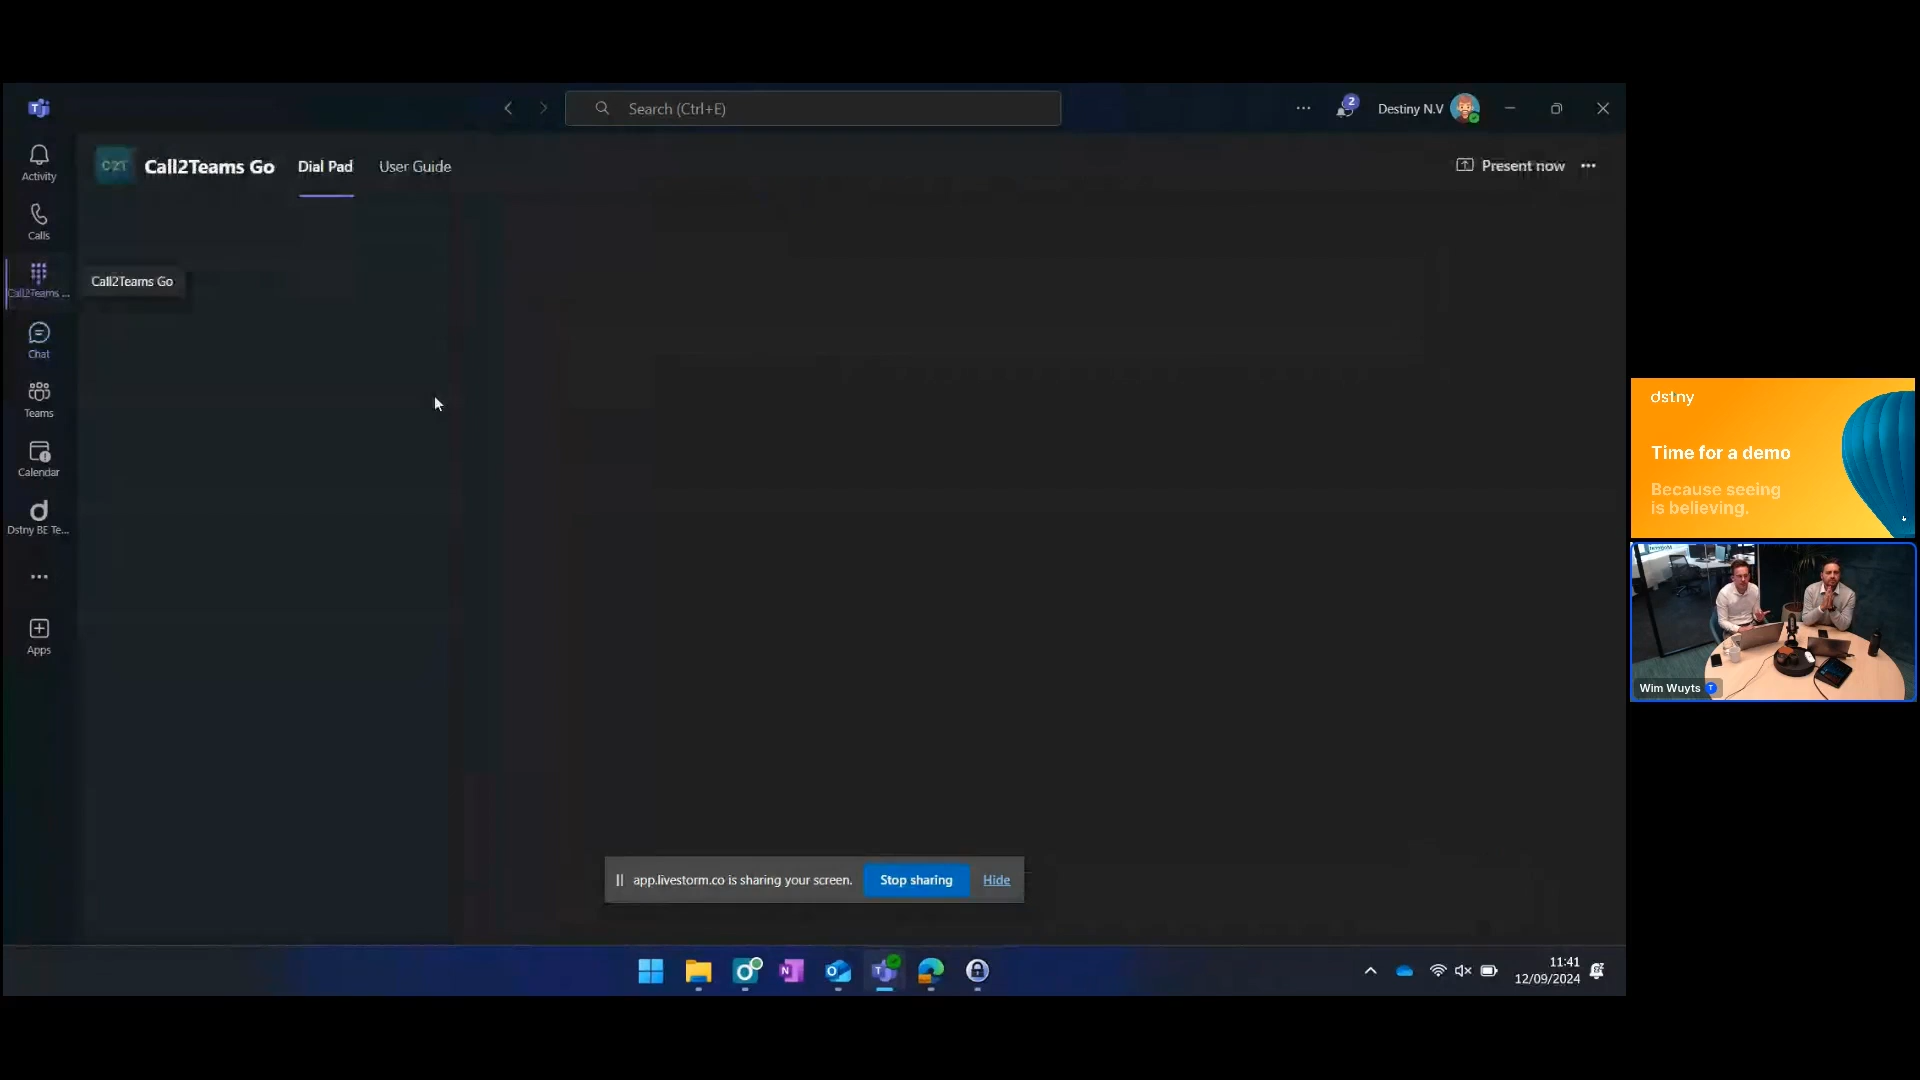 Search (Ctrl+E)
2
Destiny N.V
C2T
Call2Teams Go
Dial Pad
User Guide
Present now
Activity
Calls
Call2Teams ...
Call2Teams Go
Chat
Teams
Calendar
Dstny BE Te...
Apps
app.livestorm.co is sharing your screen.
Stop sharing
Hide
11:41
12/09/2024
dstny
Time for a demo
Because seeing
is believing.
Wim Wuyts
T